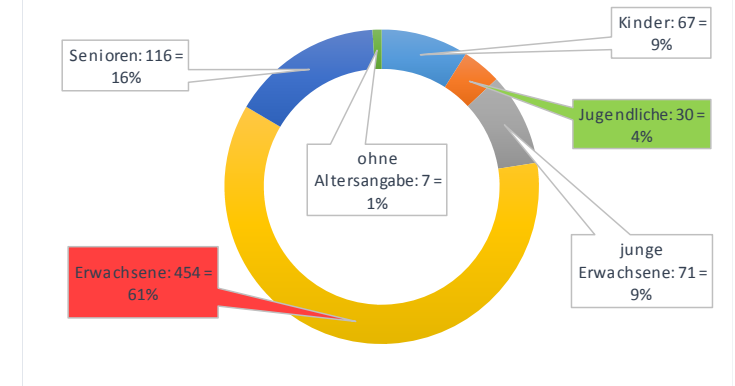 Kinder: 67 =
9%
Senioren: 116 =
16%
Jugendliche: 30 =
4%
ohne
Altersangabe: 7 =
1%
junge
Erwachsene: 71 =
9%
Erwachsene: 454 =
61%